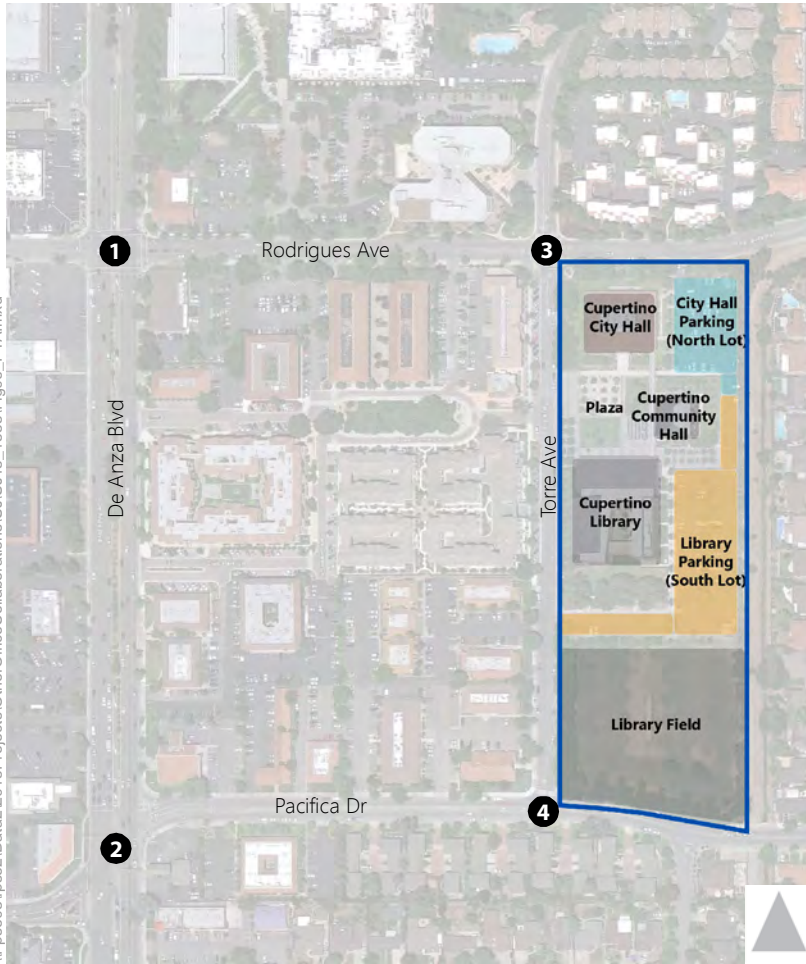 1
Rodrigues Ave
3
Cupertino
City Hall
City Hall
Parking
(North Lot)
Plaza
Cupertino
Community
Hall
De Anza Blvd
Torre Ave
Cupertino
Library
Library
Parking
(South Lot)
Library Field
Pacifica Dr
4
2